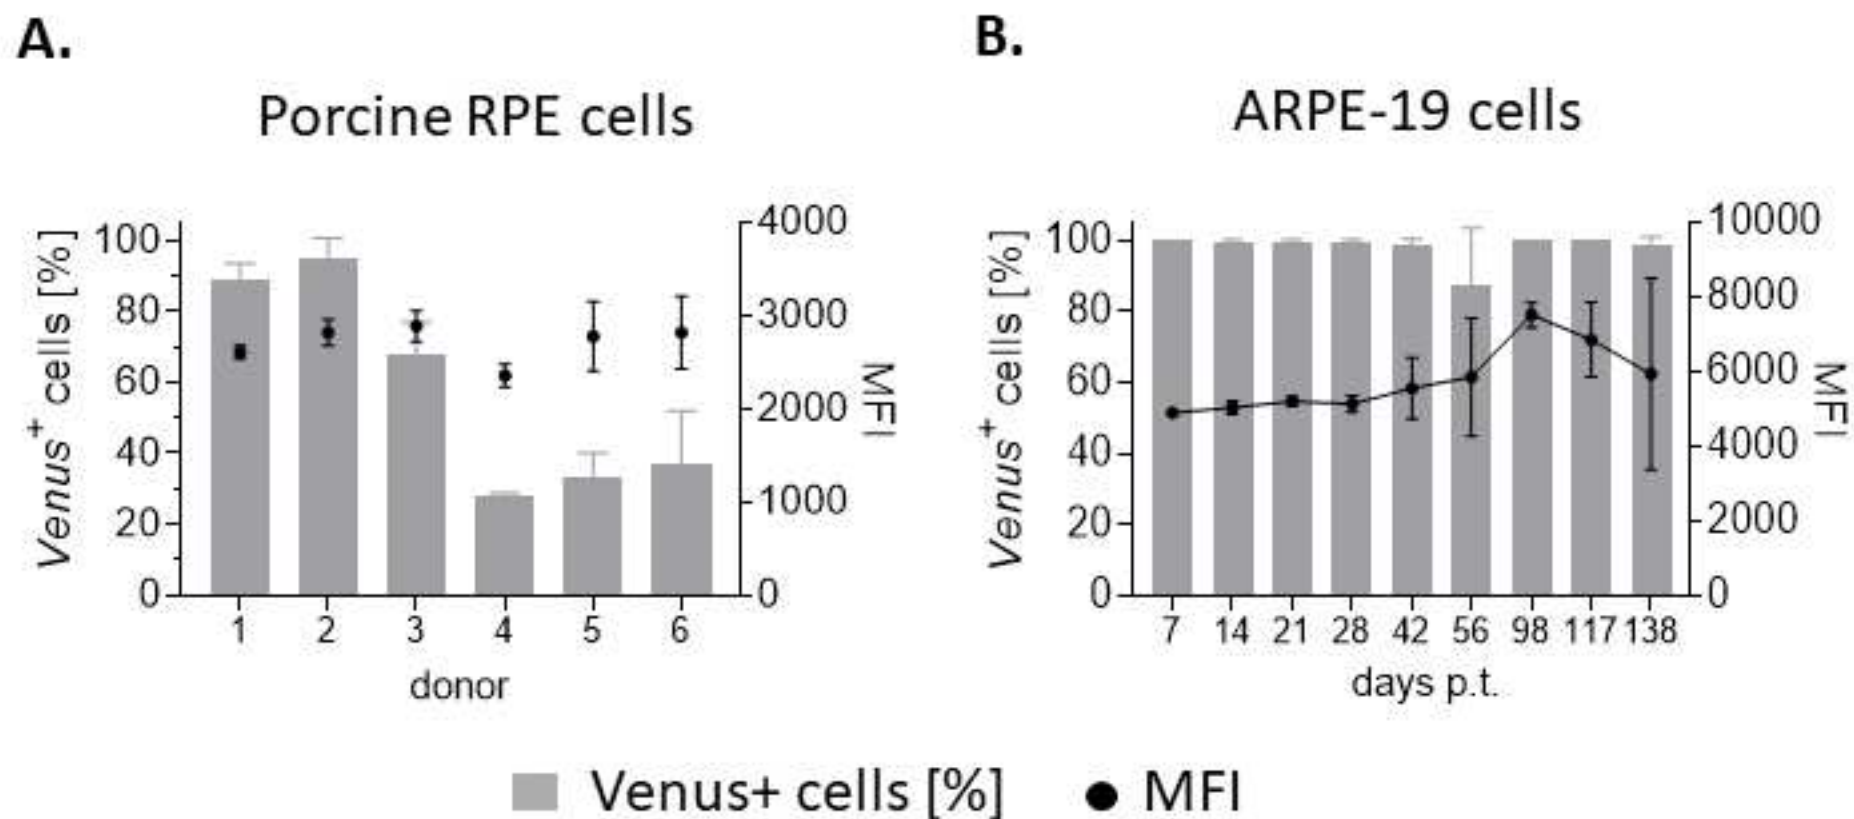 A.
Porcine RPE cells
Venus+ cells [%]
100
80
60
40
20
0
4000
3000
2000
1000
0
MFI
1 2 3 4 5 6
donor
B.
ARPE-19 cells
Venus+ cells [%]
100
80
60
40
20
0
10000
8000
6000
4000
2000
0
MFI
7 14 21 28 42 56 98 117 138
days p.t.
Venus+ cells [%] MFI